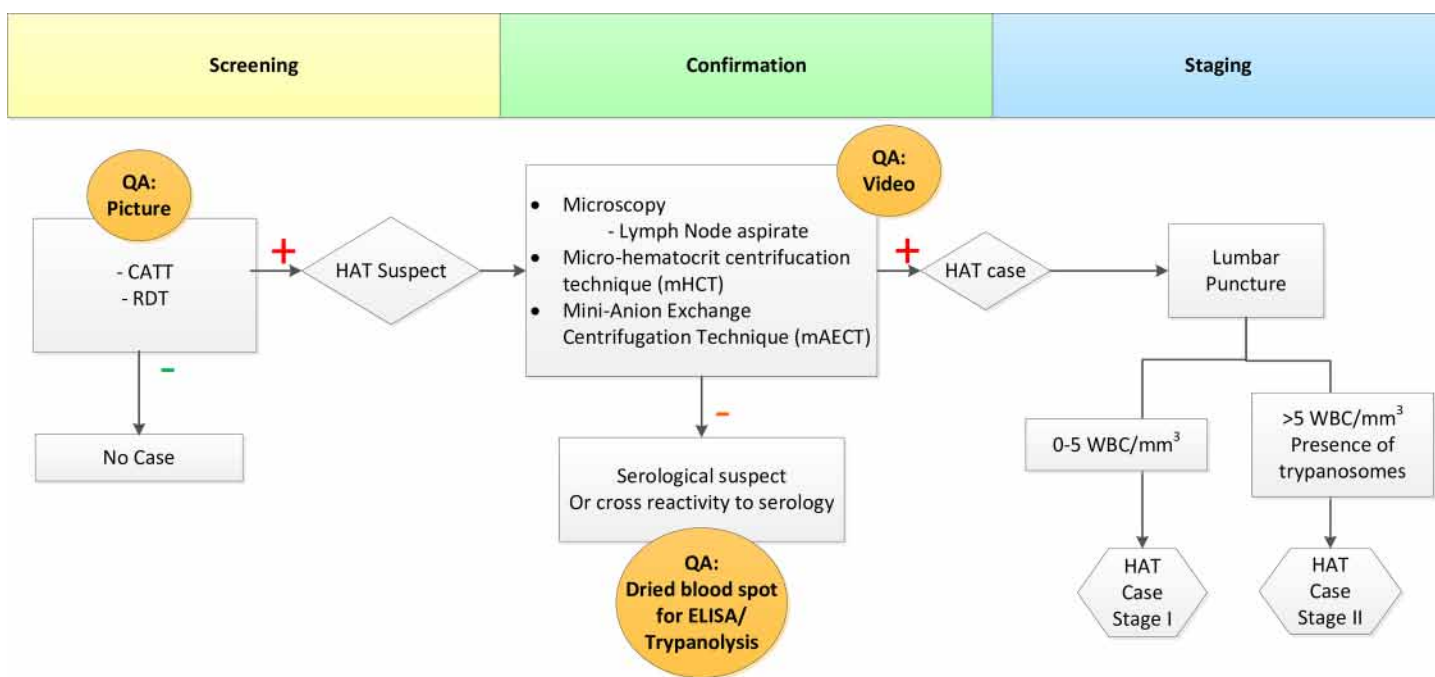 Screening
Confirmation
Staging
QA:
Picture
- CATT
- RDT
+
HAT Suspect
-
No Case
QA:
Video
• Microscopy
- Lymph Node aspirate
• Micro-hematocrit centrifucation
technique (mHCT)
• Mini-Anion Exchange
Centrifugation Technique (mAECT)
+
HAT case
-
Serological suspect
Or cross reactivity to serology
QA:
Dried blood spot
for ELISA/
Trypanolysis
Lumbar
Puncture
0-5 WBC/mm³
>5 WBC/mm³
Presence of
trypanosomes
HAT
Case
Stage I
HAT
Case
Stage II